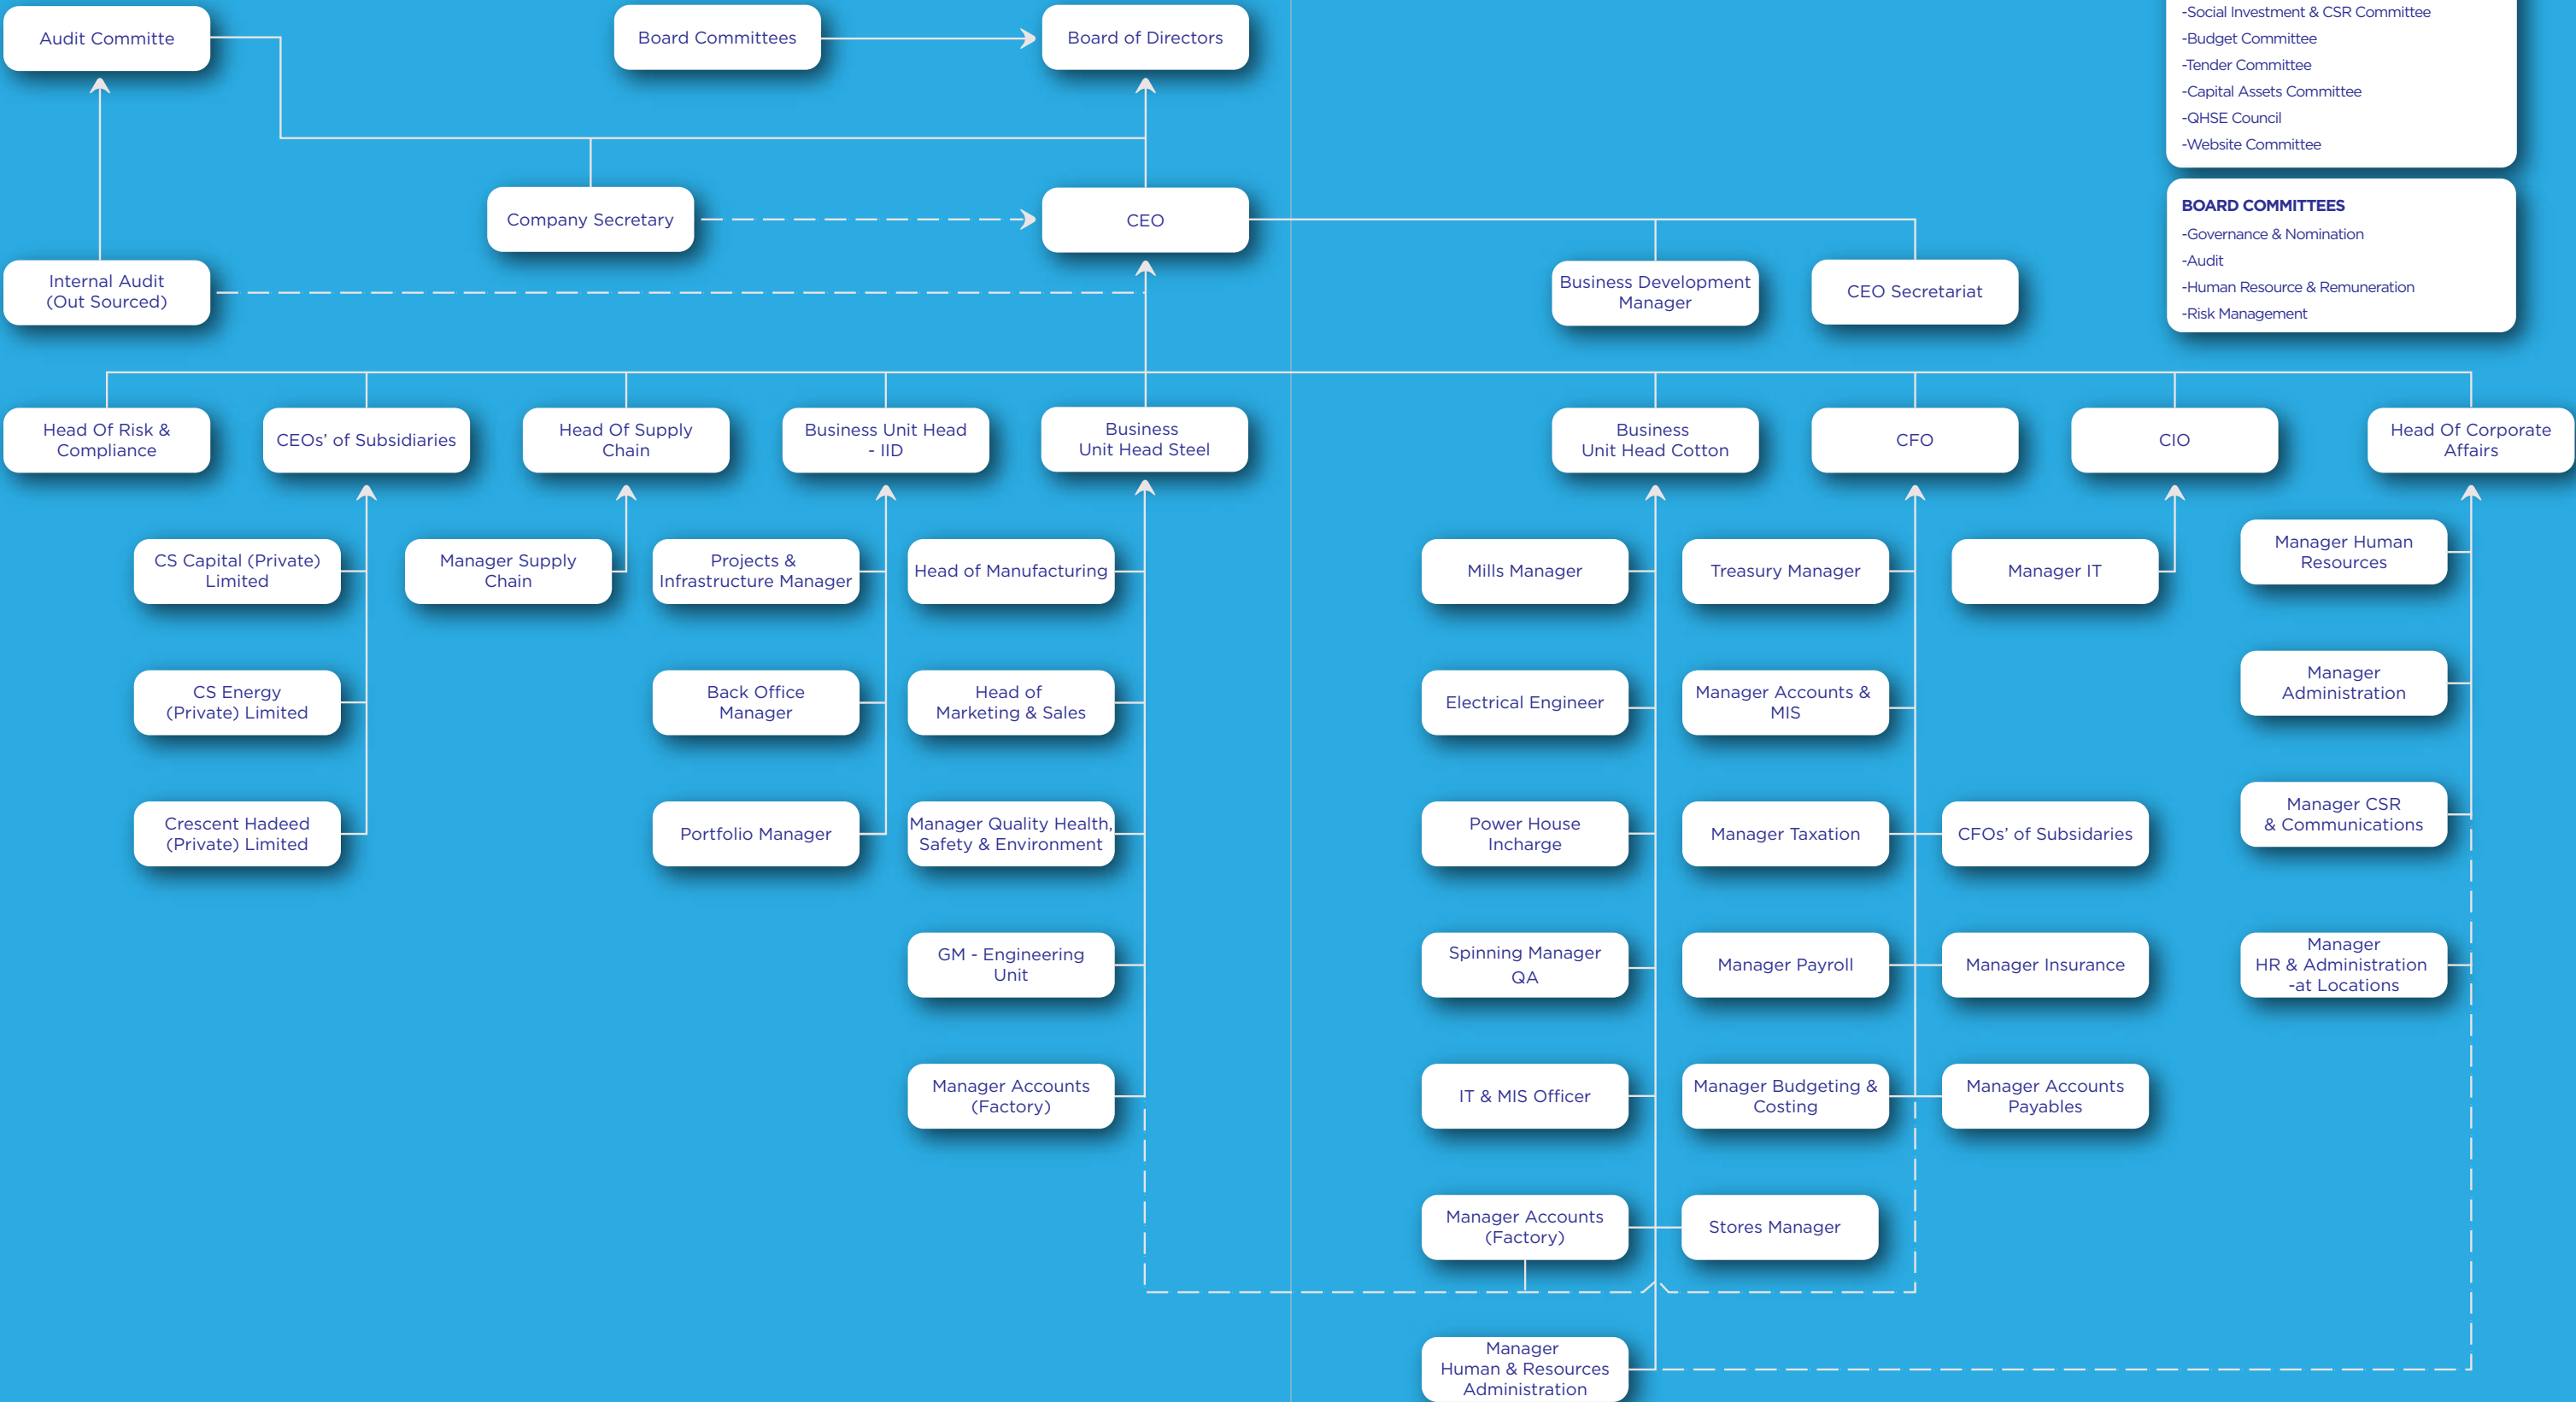 Audit Committe
Board Committees
Board of Directors
-Social Investment & CSR Committee
-Budget Committee
-Tender Committee
-Capital Assets Committee
-QHSE Council
-Website Committee
Company Secretary
CEO
BOARD COMMITTEES
-Governance & Nomination
-Audit
-Human Resource & Remuneration
-Risk Management
Internal Audit
(Out Sourced)
Business Development
Manager
CEO Secretariat
Head Of Risk &
Compliance
CEOs’ of Subsidiaries
Head Of Supply
Chain
Business Unit Head
- IID
Business
Unit Head Steel
Business
Unit Head Cotton
CFO
CIO
Head Of Corporate
Affairs
CS Capital (Private)
Limited
Manager Supply
Chain
Projects &
Infrastructure Manager
Head of Manufacturing
Mills Manager
Treasury Manager
Manager IT
Manager Human
Resources
CS Energy
(Private) Limited
Back Office
Manager
Head of
Marketing & Sales
Electrical Engineer
Manager Accounts &
MIS
Manager
Administration
Crescent Hadeed
(Private) Limited
Portfolio Manager
Manager Quality Health,
Safety & Environment
Power House
Incharge
Manager Taxation
CFOs’ of Subsidaries
Manager CSR
& Communications
GM - Engineering
Unit
Spinning Manager
QA
Manager Payroll
Manager Insurance
Manager
HR & Administration
-at Locations
Manager Accounts
(Factory)
IT & MIS Officer
Manager Budgeting &
Costing
Manager Accounts
Payables
Manager Accounts
(Factory)
Stores Manager
Manager
Human & Resources
Administration